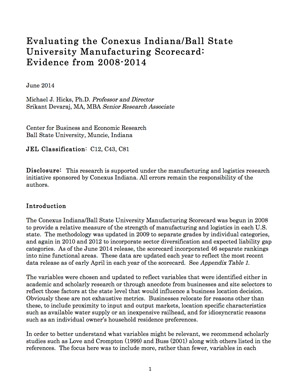 Evaluating the Conexus Indiana/Ball State
University Manufacturing Scorecard:
Evidence from 2008-2014
June 2014
Michael J. Hicks, Ph.D. Professor and Director
Srikant Devaraj, MA, MBA Senior Research Associate
Center for Business and Economic Research
Ball State University, Muncie, Indiana
JEL Classification: C12, C43, C81
Disclosure: This research is supported under the manufacturing and logistics research
initiative sponsored by Conexus Indiana. All errors remain the responsibility of the
authors.
Introduction
The Conexus Indiana/Ball State University Manufacturing Scorecard was begun in 2008
to provide a relative measure of the strength of manufacturing and logistics in each U.S.
state. The methodology was updated in 2009 to separate grades by individual categories,
and again in 2010 and 2012 to incorporate sector diversification and expected liability gap
categories. As of the June 2014 release, the scorecard incorporated 46 separate rankings
into nine functional areas. These data are updated each year to reflect the most recent
data release as of early April in each year of the scorecard. See Appendix Table 1.
The variables were chosen and updated to reflect variables that were identified either in
academic and scholarly research or through anecdote from businesses and site selectors to
reflect those factors at the state level that would influence a business location decision.
Obviously these are not exhaustive metrics. Businesses relocate for reasons other than
these, to include proximity to input and output markets, location specific characteristics
such as available water supply or an inexpensive railhead, and for idiosyncratic reasons
such as an individual owner's household residence preferences.
In order to better understand what variables might be relevant, we recommend scholarly
studies such as Love and Crompton (1999) and Buss (2001) along with others listed in the
references. The focus here was to include more, rather than fewer, variables in each
1